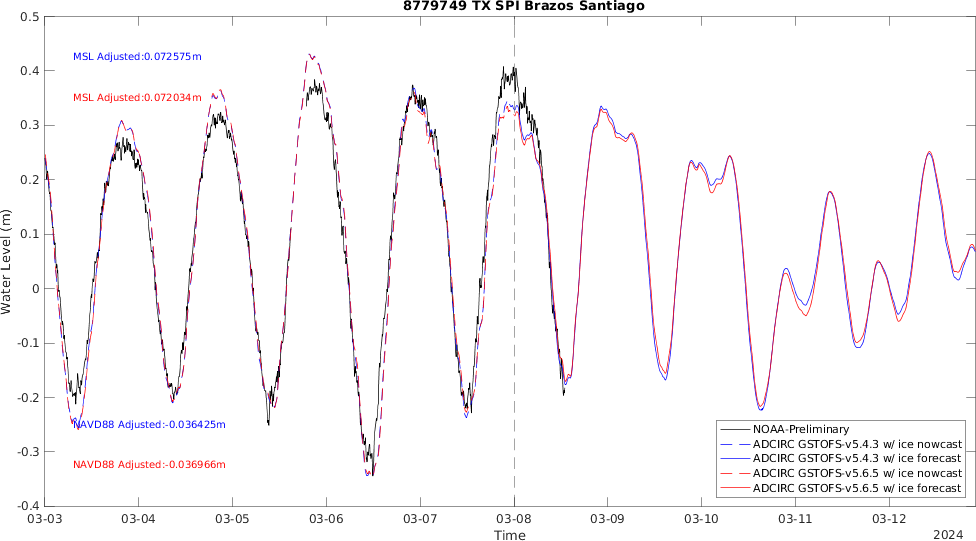 8779749 TX SPI Brazos Santiago
0.5
0.4
0.3
0.2
0.1
0
-0.1
-0.2
-0.3
-0.4
Water Level (m)
MSL Adjusted:0.072575m
MSL Adjusted:0.072034m
NAVD88 Adjusted:-0.036425m
NAVD88 Adjusted:-0.036966m
NOAA-Preliminary
ADCIRC GSTOFS-v5.4.3 w/ ice nowcast
ADCIRC GSTOFS-v5.4.3 w/ ice forecast
ADCIRC GSTOFS-v5.6.5 w/ ice nowcast
ADCIRC GSTOFS-v5.6.5 w/ ice forecast
03-03 03-04 03-05 03-06 03-07 03-08 03-09 03-10 03-11 03-12
Time
2024